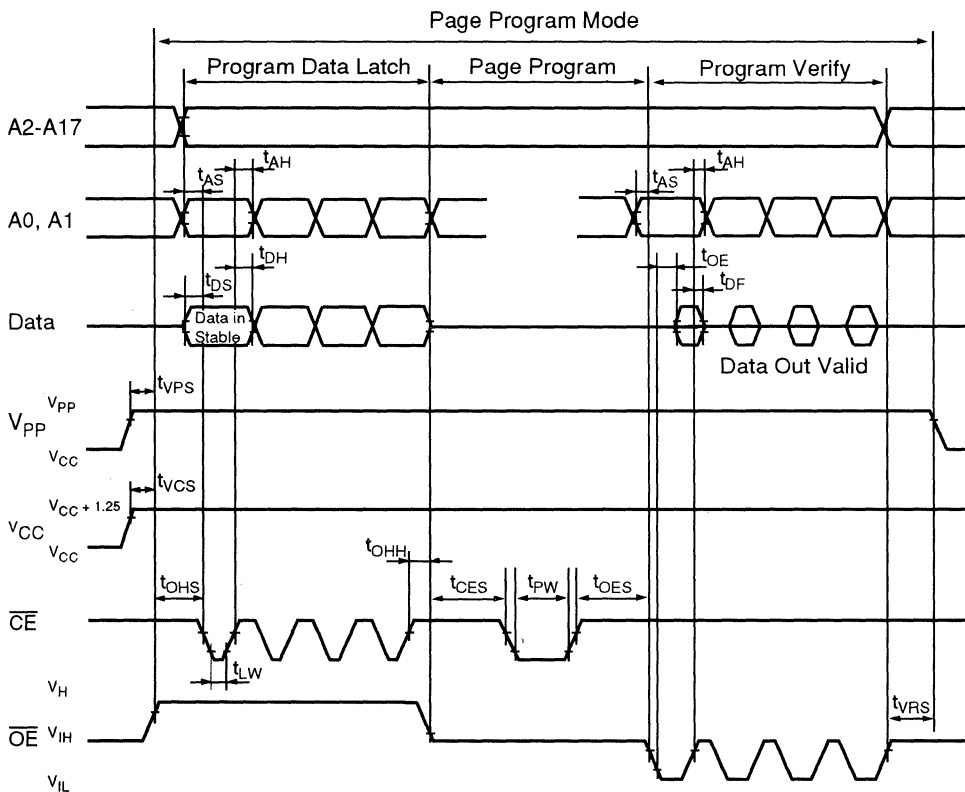 Page Program Mode
Program Data Latch Page Program Program Verify
A2-A17
tAH tAH
tAS tAS
A0, A1
tDH tOE
tDS tDF
Data Data in
Stable
Data Out Valid
tVPS
VPP
VPP
VCC
tVCS
VCC + 1.25
VCC
VCC
tOHH
tOHS tCES tPW tOES
CE
tLW
VH
tVRS
OE VIH
VIL